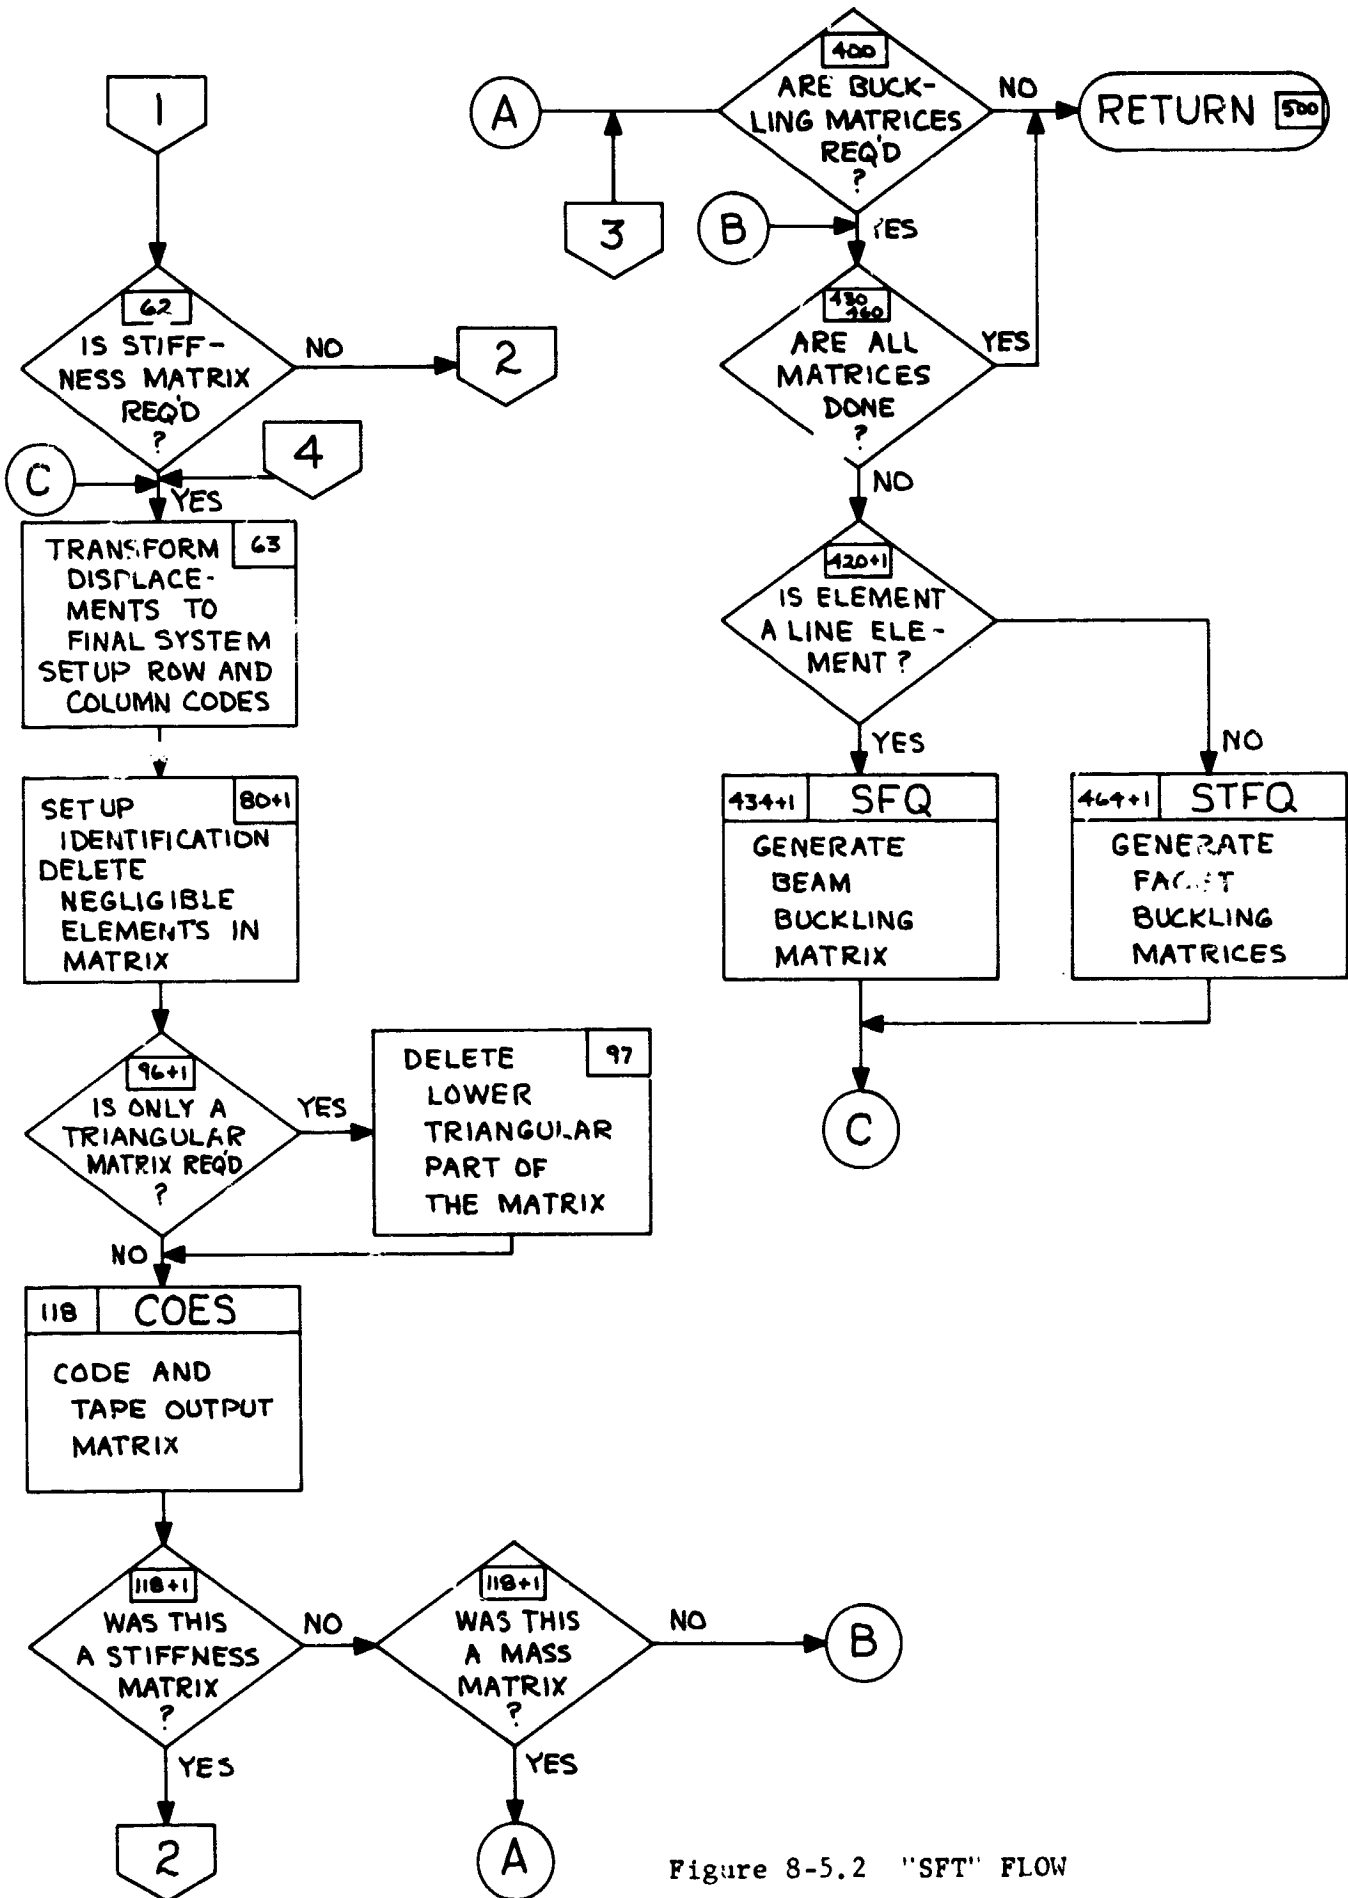 1
62
IS STIFF-
NESS MATRIX
REQ'D
?
NO
2
4
C
YES
TRANSFORM
63
DISPLACE-
MENTS TO
FINAL SYSTEM
SETUP ROW AND
COLUMN CODES
SET UP
80+1
IDENTIFICATION
DELETE
NEGLIGIBLE
ELEMENTS IN
MATRIX
96+1
IS ONLY A
TRIANGULAR
MATRIX REQ'D
?
YES
DELETE
97
LOWER
TRIANGULAR
PART OF
THE MATRIX
NO
118
COES
CODE AND
TAPE OUTPUT
MATRIX
118+1
WAS THIS
A STIFFNESS
MATRIX
?
NO
YES
2
118+1
WAS THIS
A MASS
MATRIX
?
NO
B
YES
A
A
3
400
ARE BUCK-
LING MATRICES
REQ'D
?
NO
RETURN
500
B
YES
430
460
ARE ALL
MATRICES
DONE
?
YES
NO
420+1
IS ELEMENT
A LINE ELE-
MENT?
YES
NO
434+1
SFQ
GENERATE
BEAM
BUCKLING
MATRIX
464+1
STFQ
GENERATE
FACET
BUCKLING
MATRICES
C
Figure 8-5.2 "SFT" FLOW